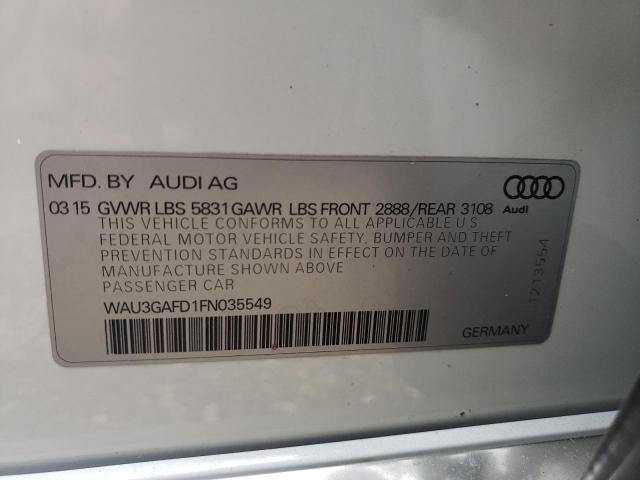 MFD. BY AUDI AG
03 15 GVWR LBS 5831 GAWR LBS FRONT 2888/REAR 3108
Audi
THIS VEHICLE CONFORMS TO ALL APPLICABLE U S
FEDERAL MOTOR VEHICLE SAFETY, BUMPER AND THEFT
PREVENTION STANDARDS IN EFFECT ON THE DATE OF
MANUFACTURE SHOWN ABOVE
PASSENGER CAR
WAU3GAFD1FN035549
GERMANY
1213554